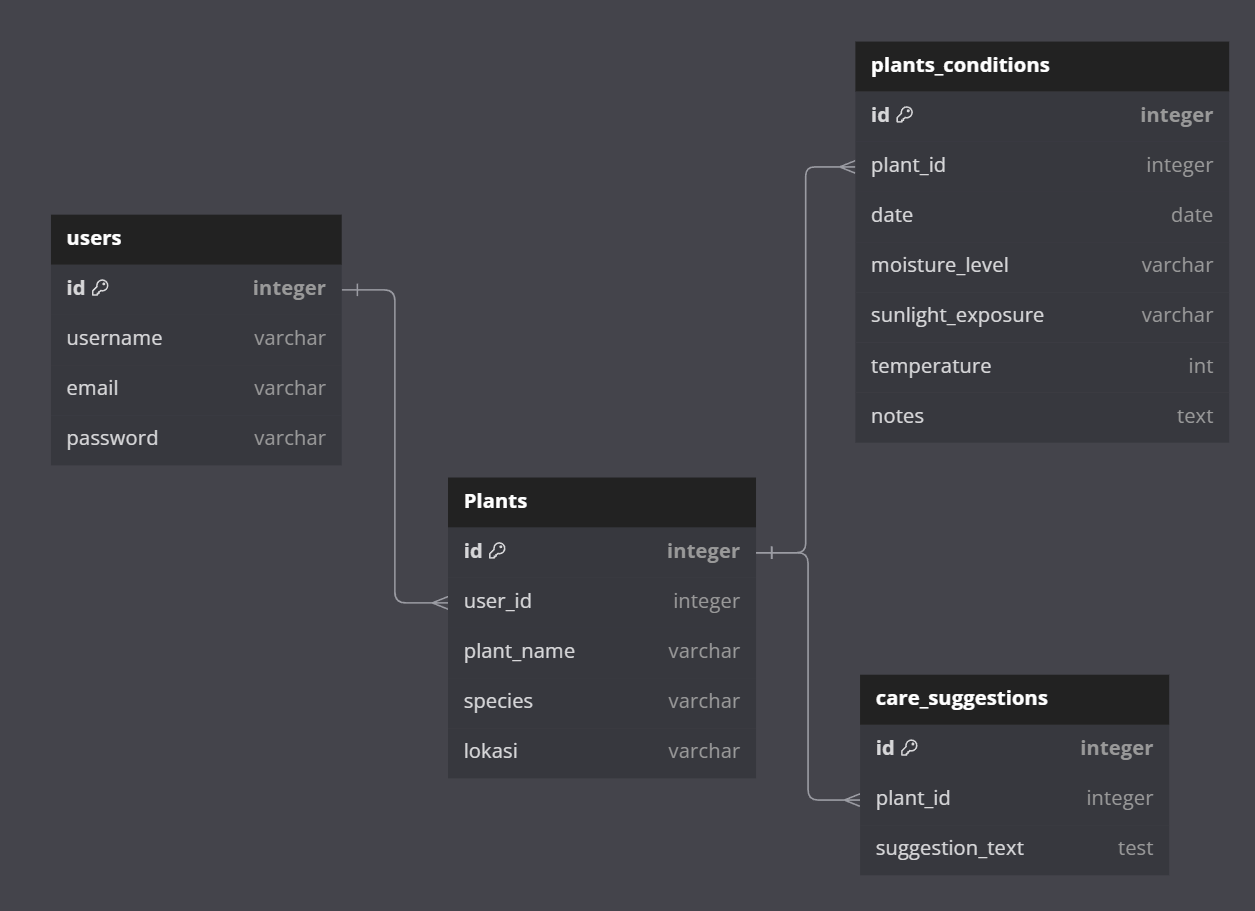 users
id integer
username varchar
email varchar
password varchar
Plants
id integer
user_id integer
plant_name varchar
species varchar
lokasi varchar
plants_conditions
id integer
plant_id integer
date date
moisture_level varchar
sunlight_exposure varchar
temperature int
notes text
care_suggestions
id integer
plant_id integer
suggestion_text test